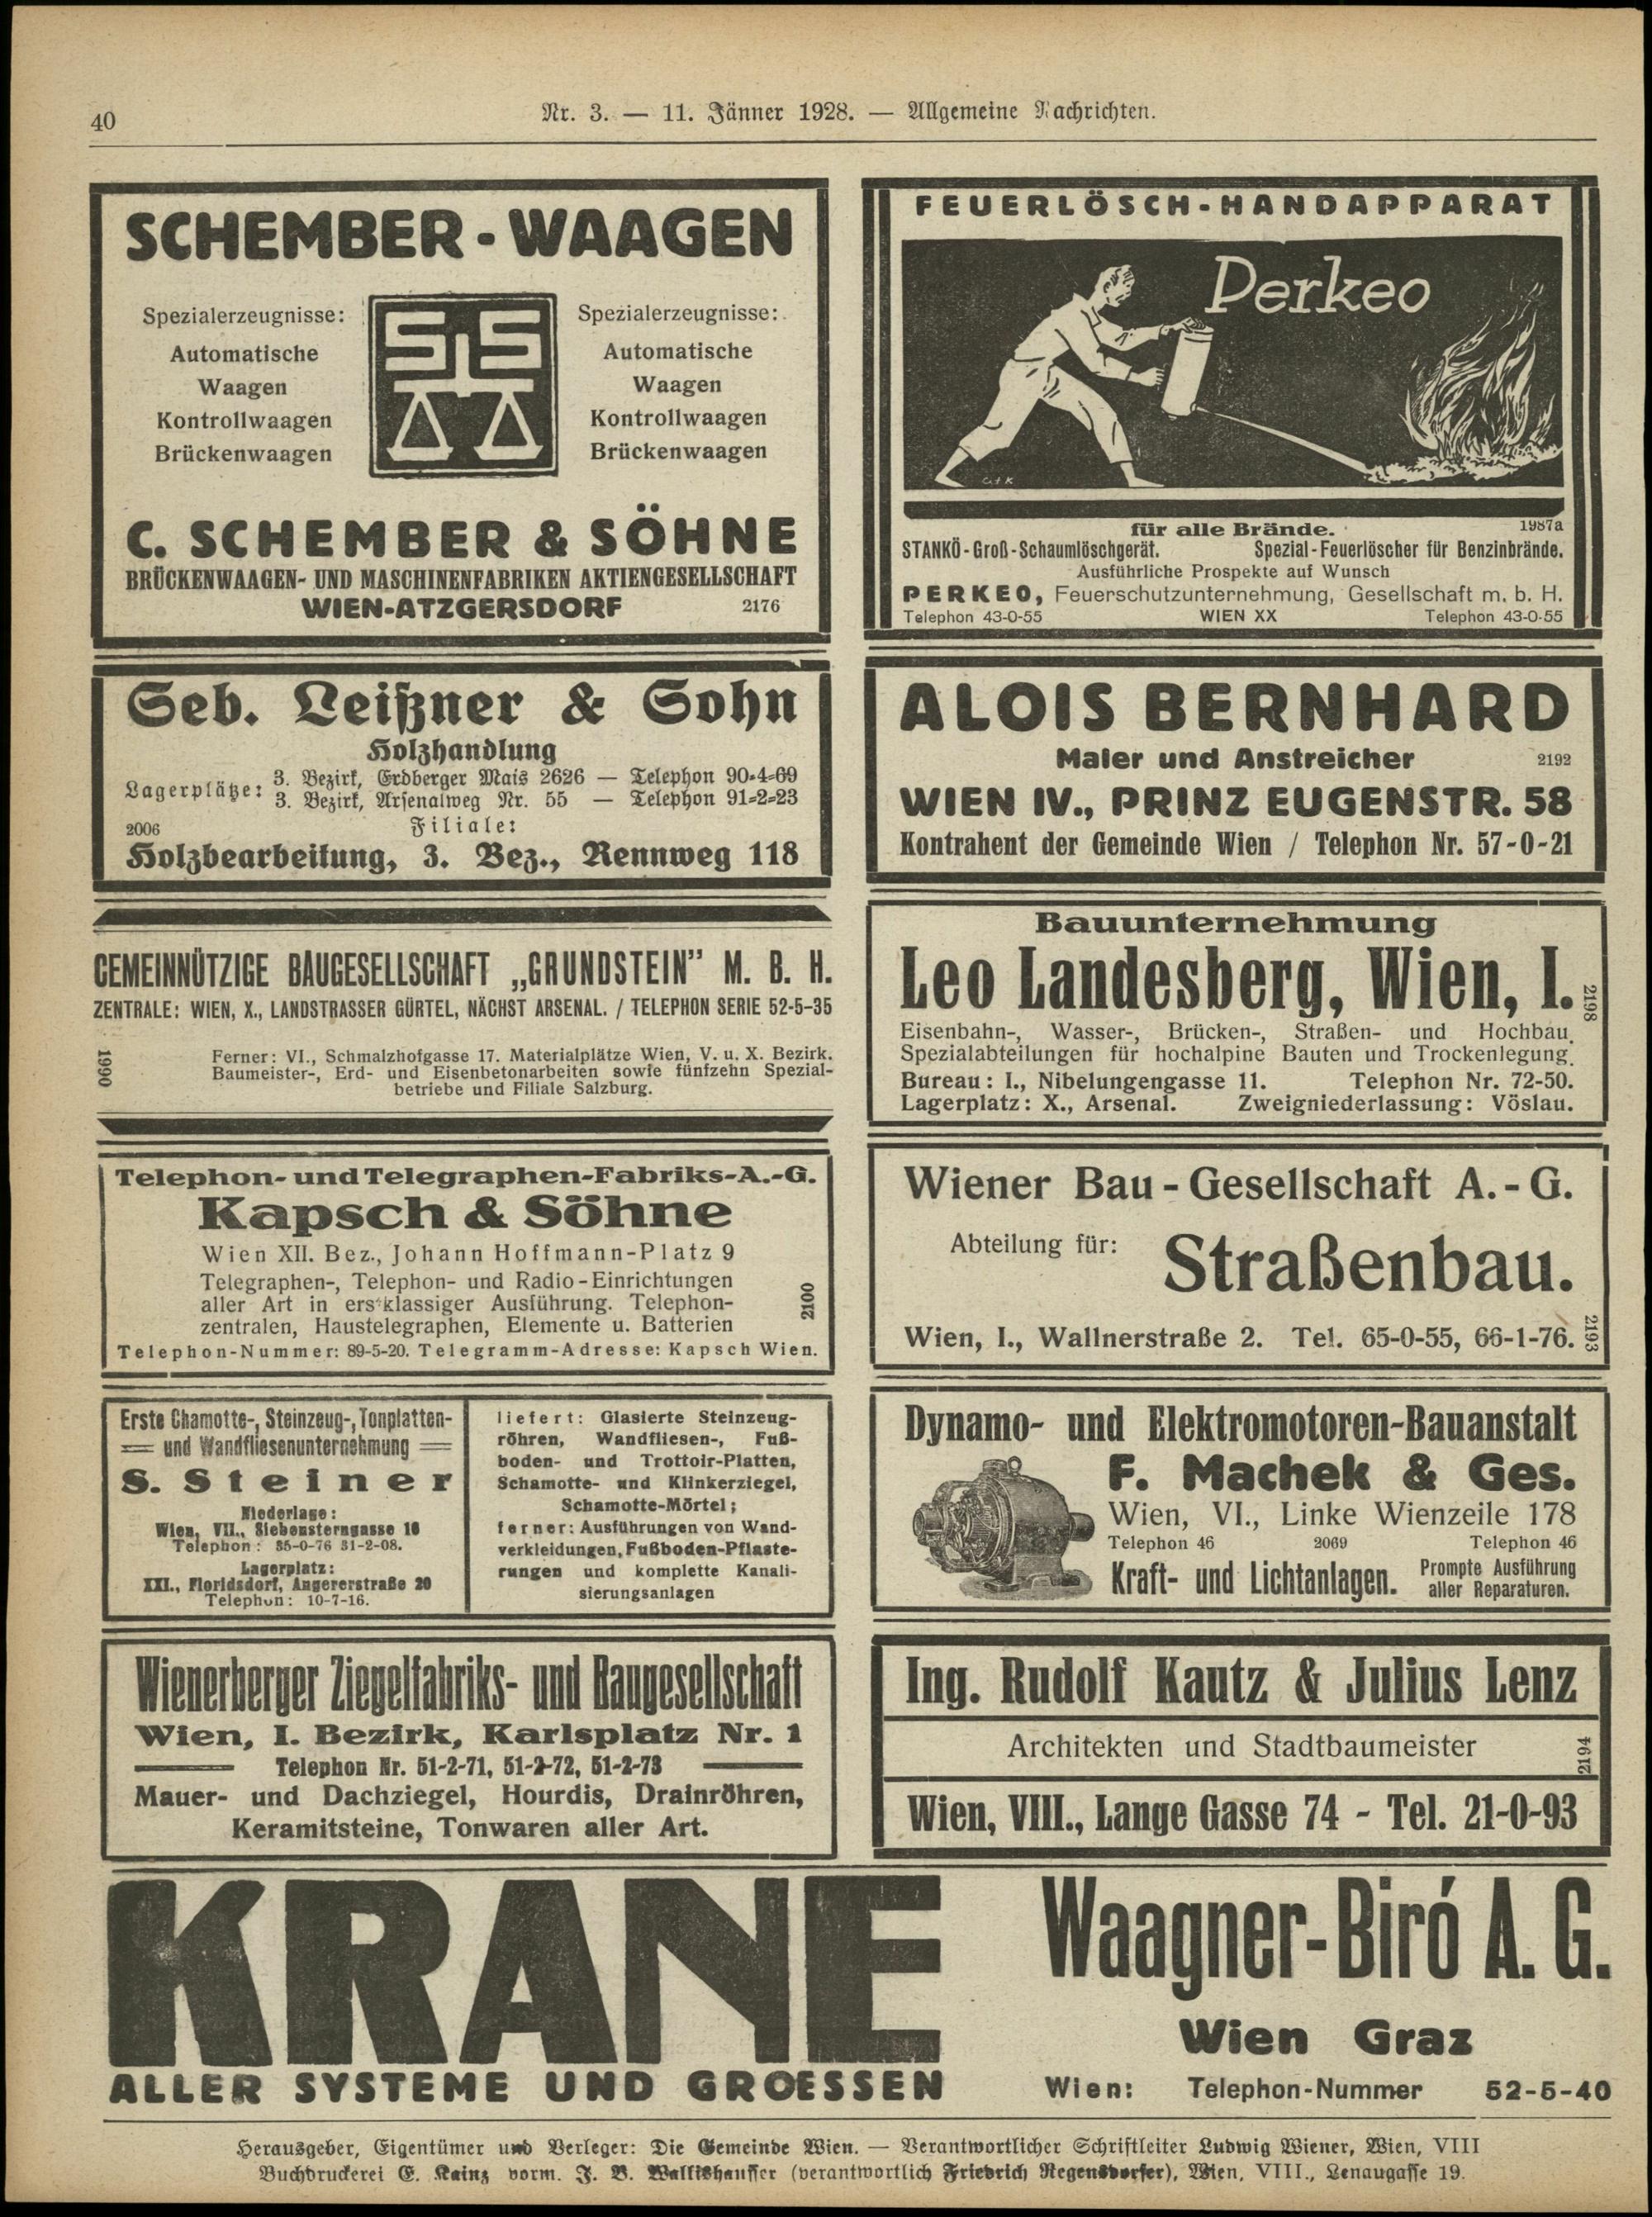 40
Nr. 3. — 11. Jänner 1928. — Allgemeine Nachrichten.
SCHEMBER - WAAGEN
Spezialerzeugnisse:
Automatische
Waagen
Kontrollwaagen
Brückenwaagen
S S
Spezialerzeugnisse:
Automatische
Waagen
Kontrollwaagen
Brückenwaagen
C. SCHEMBER & SÖHNE
BRÜCKENWAAGEN- UND MASCHINENFABRIKEN AKTIENGESELLSCHAFT
WIEN-ATZGERSDORF 2176
Seb. Leißner & Sohn
Holzhandlung
Lagerplätze:
3. Bezirk, Erdberger Mais 2626 — Telephon 90-4-69
3. Bezirk, Arsenalweg Nr. 55 — Telephon 91-2-23
2006 Filiale:
Holzbearbeitung, 3. Bez., Rennweg 118
GEMEINNÜTZIGE BAUGESELLSCHAFT „GRUNDSTEIN” M. B. H.
ZENTRALE: WIEN, X., LANDSTRASSER GÜRTEL, NÄCHST ARSENAL. / TELEPHON SERIE 52-5-35
1990
Ferner: VI., Schmalzhofgasse 17. Materialplätze Wien, V. u. X. Bezirk.
Baumeister-, Erd- und Eisenbetonarbeiten sowie fünfzehn Spezial-
betriebe und Filiale Salzburg.
Telephon- und Telegraphen-Fabriks-A.-G.
Kapsch & Söhne
Wien XII. Bez., Johann Hoffmann-Platz 9
Telegraphen-, Telephon- und Radio-Einrichtungen
aller Art in erstklassiger Ausführung. Telephon-
zentralen, Haustelegraphen, Elemente u. Batterien
2100
Telephon-Nummer: 89-5-20. Telegramm-Adresse: Kapsch Wien.
Erste Chamotte-, Steinzeug-, Tonplatten-
und Wandfliesenunternehmung
S. Steiner
Niederlage:
Wien, VII., Siebensterngasse 16
Telephon: 35-0-76 31-2-08.
Lagerplatz:
XXI., Floridsdorf, Angererstraße 20
Telephon: 10-7-16.
liefert: Glasierte Steinzeug-
röhren, Wandfliesen-, Fuß-
boden- und Trottoir-Platten,
Schamotte- und Klinkerziegel,
Schamotte-Mörtel;
ferner: Ausführungen von Wand-
verkleidungen, Fußboden-Pflaste-
rungen und komplette Kanali-
sierungsanlagen
Wienerberger Ziegelfabriks- und Baugesellschaft
Wien, I. Bezirk, Karlsplatz Nr. 1
Telephon Nr. 51-2-71, 51-2-72, 51-2-73
Mauer- und Dachziegel, Hourdis, Drainröhren,
Keramitsteine, Tonwaren aller Art.
FEUERLÖSCH-HANDAPPARAT
Perkeo
für alle Brände. 1987a
STANKÖ-Groß-Schaumlöschgerät. Spezial-Feuerlöscher für Benzinbrände.
Ausführliche Prospekte auf Wunsch
PERKEO, Feuerschutzunternehmung, Gesellschaft m. b. H.
Telephon 43-0-55 WIEN XX Telephon 43-0-55
ALOIS BERNHARD
Maler und Anstreicher 2192
WIEN IV., PRINZ EUGENSTR. 58
Kontrahent der Gemeinde Wien / Telephon Nr. 57-0-21
Bauunternehmung
Leo Landesberg, Wien, I.
2198
Eisenbahn-, Wasser-, Brücken-, Straßen- und Hochbau.
Spezialabteilungen für hochalpine Bauten und Trockenlegung.
Bureau: I., Nibelungengasse 11. Telephon Nr. 72-50.
Lagerplatz: X., Arsenal. Zweigniederlassung: Vöslau.
Wiener Bau-Gesellschaft A.-G.
Abteilung für: Straßenbau.
Wien, I., Wallnerstraße 2. Tel. 65-0-55, 66-1-76.
2193
Dynamo- und Elektromotoren-Bauanstalt
F. Machek & Ges.
Wien, VI., Linke Wienzeile 178
Telephon 46 2069 Telephon 46
Kraft- und Lichtanlagen. Prompte Ausführung
aller Reparaturen.
Ing. Rudolf Kautz & Julius Lenz
Architekten und Stadtbaumeister
2194
Wien, VIII., Lange Gasse 74 - Tel. 21-0-93
KRANE
ALLER SYSTEME UND GROESSEN
Waagner-Biró A. G.
Wien Graz
Wien: Telephon-Nummer 52-5-40
Herausgeber, Eigentümer und Verleger: Die Gemeinde Wien. — Verantwortlicher Schriftleiter Ludwig Wiener, Wien, VIII
Buchdruckerei E. Kainz vorm. J. B. Wallishausser (verantwortlich Friedrich Regensdorfer), Wien, VIII., Lenaugasse 19.